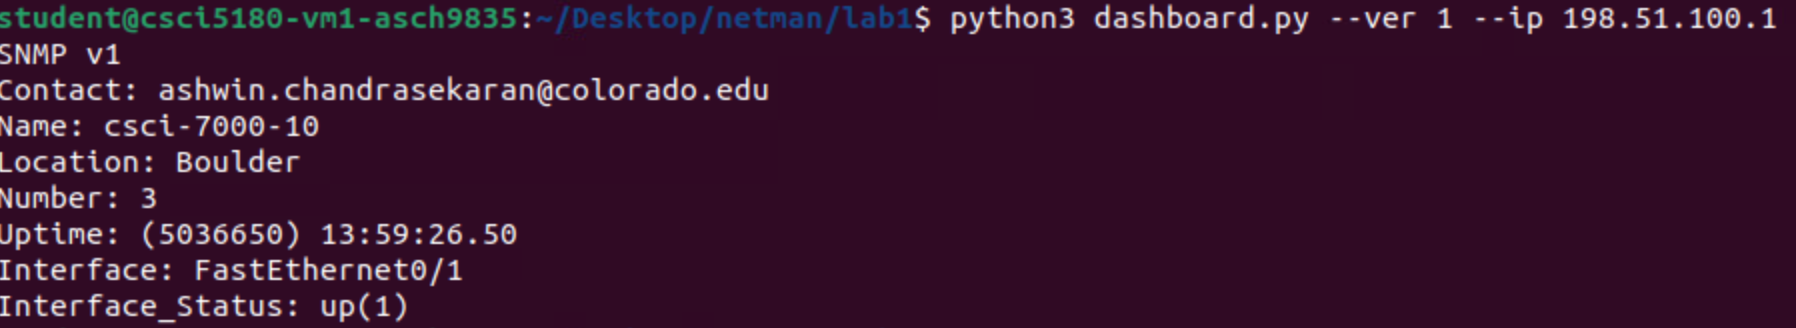 student@csci5180-vm1-asch9835:~/Desktop/netman/lab1$ python3 dashboard.py --ver 1 --ip 198.51.100.1
SNMP v1
Contact: ashwin.chandrasekaran@colorado.edu
Name: csci-7000-10
Location: Boulder
Number: 3
Uptime: (5036650) 13:59:26.50
Interface: FastEthernet0/1
Interface_Status: up(1)